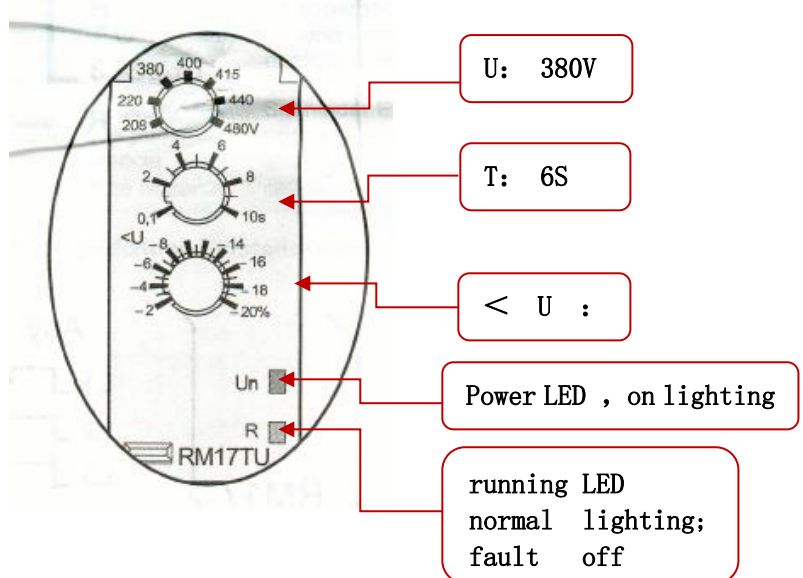 400
380
415
220
440
208
480V
4
6
2
8
0,1
10s
<U
-8
-14
-6
-16
-4
-18
-2
-20%
Un
R
RM17TU
U: 380V
T: 6S
< U :
Power LED , on lighting
running LED
normal lighting;
fault off